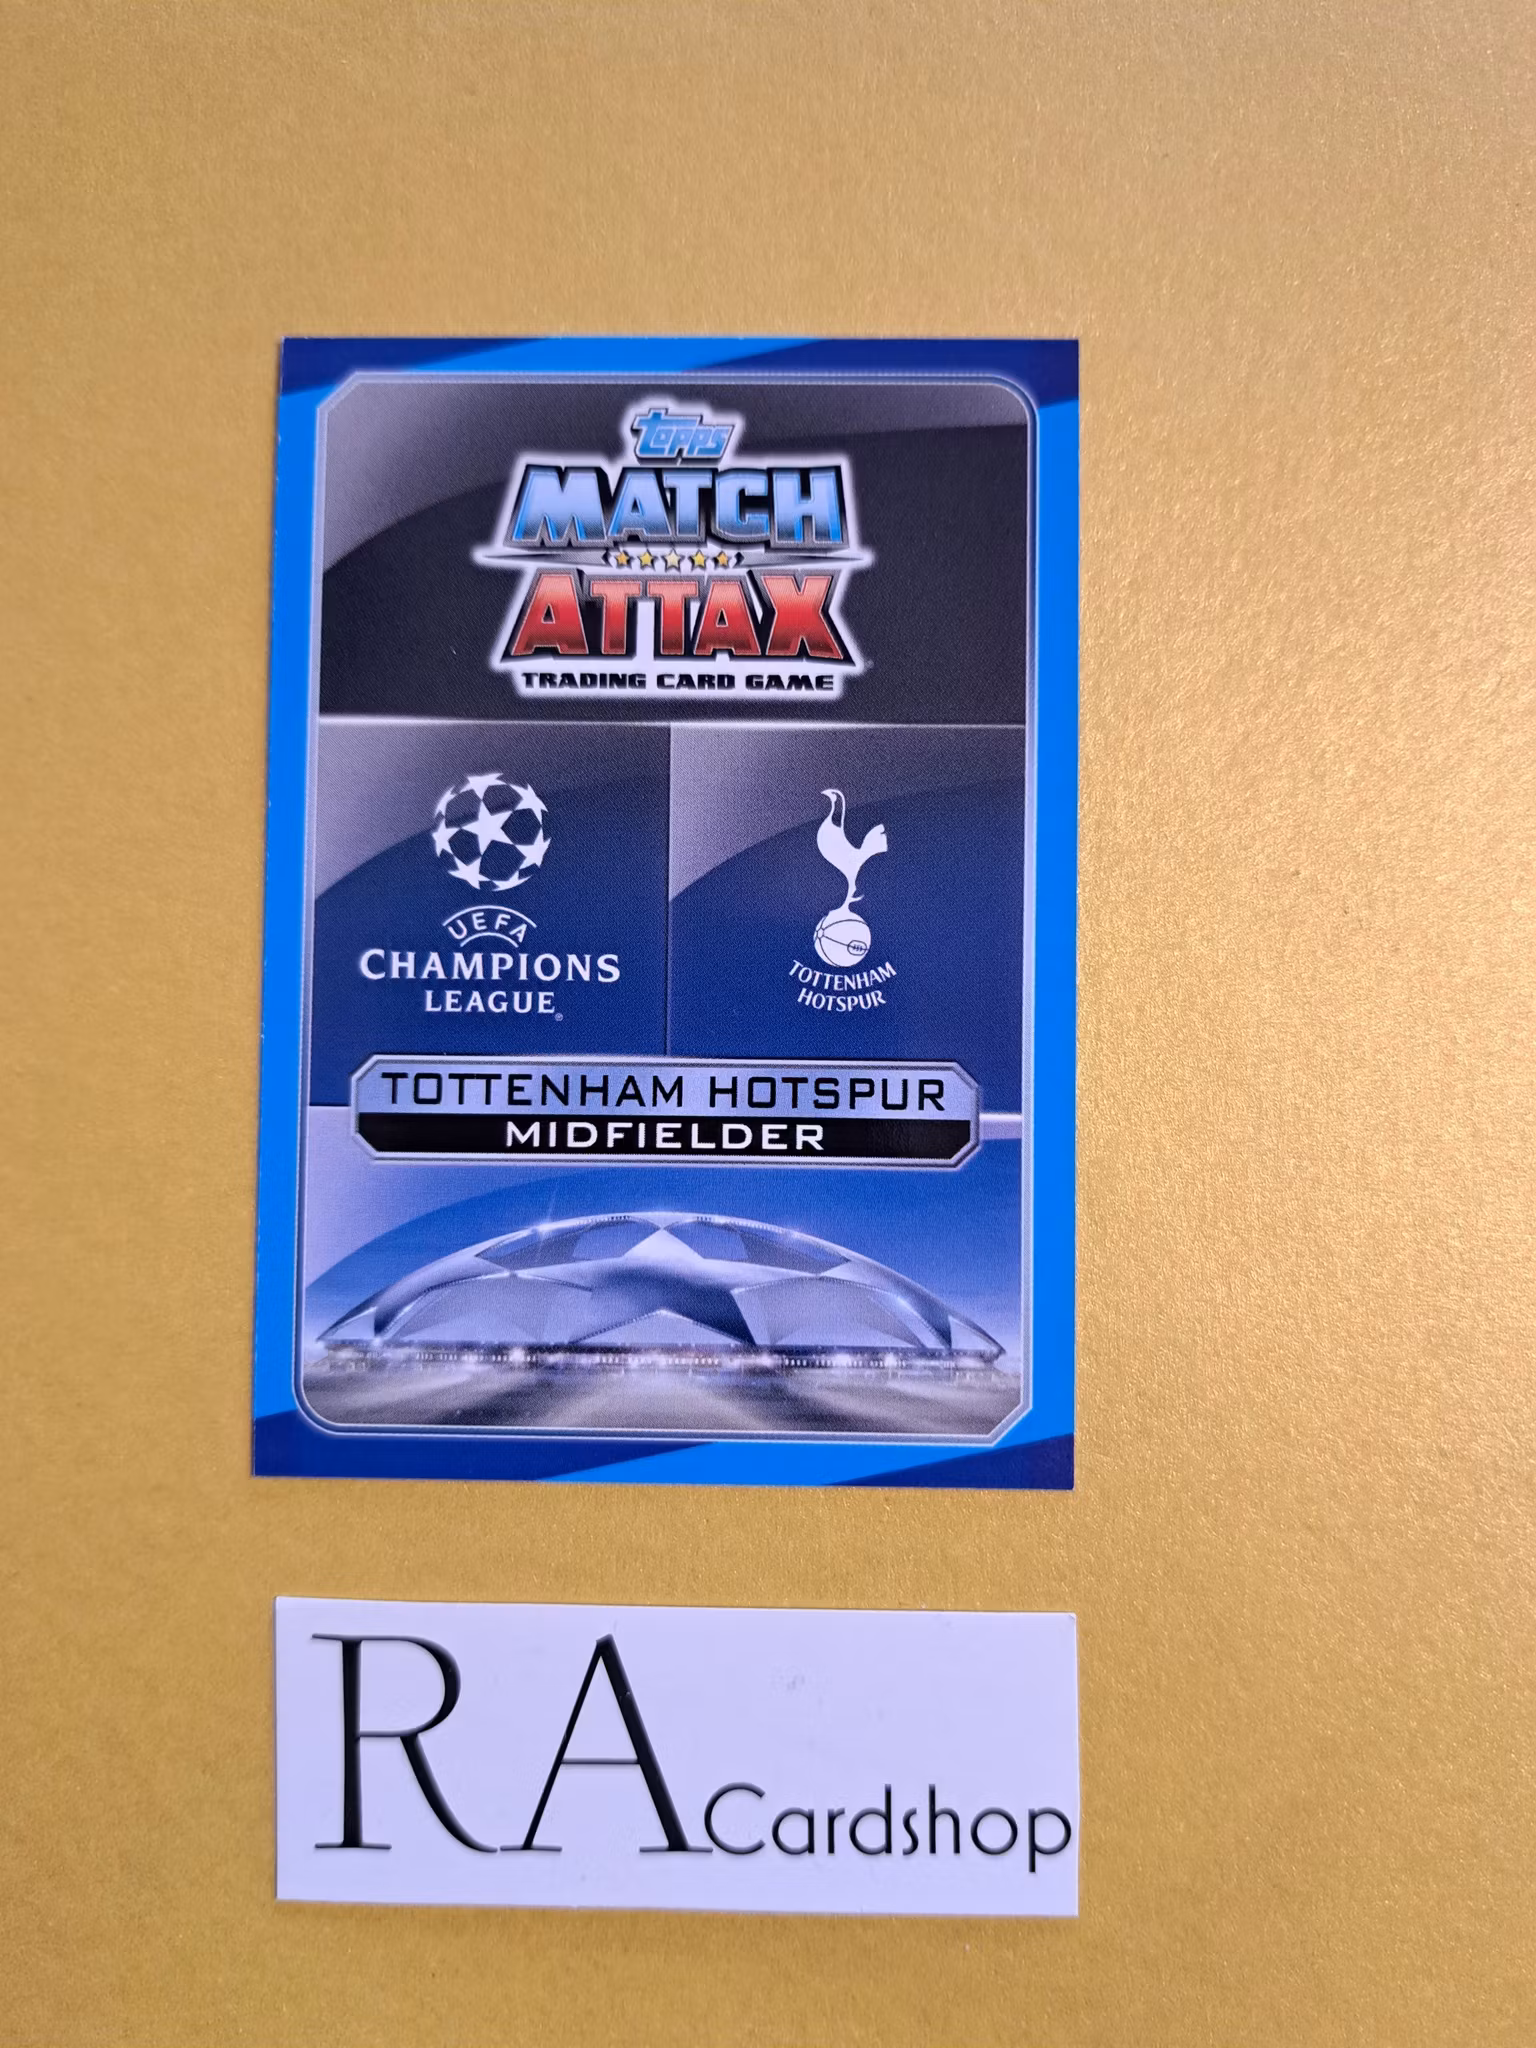 topps
MATCH
ATTAX
TRADING CARD GAME
UEFA
CHAMPIONS
LEAGUE®
TOTTENHAM
HOTSPUR
TOTTENHAM HOTSPUR
MIDFIELDER
RA Cardshop